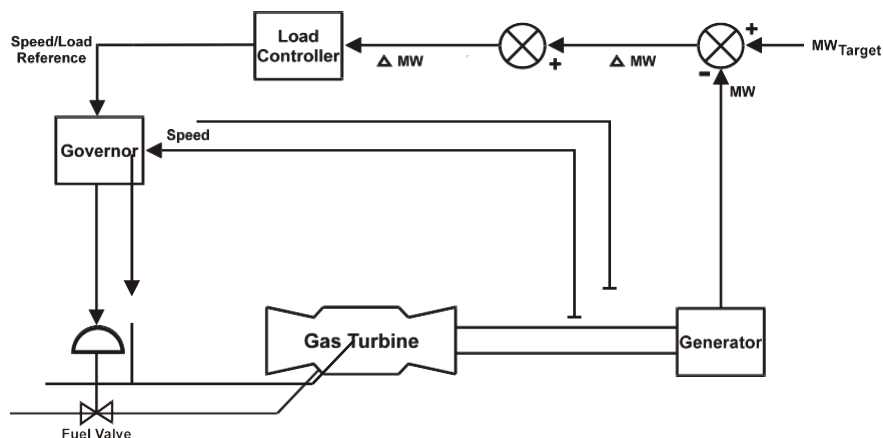 Speed/Load
Reference
Load
Controller
Δ MW
+
Δ MW
+
-
MW
MW Target
Governor
Speed
Gas Turbine
Generator
Fuel Valve